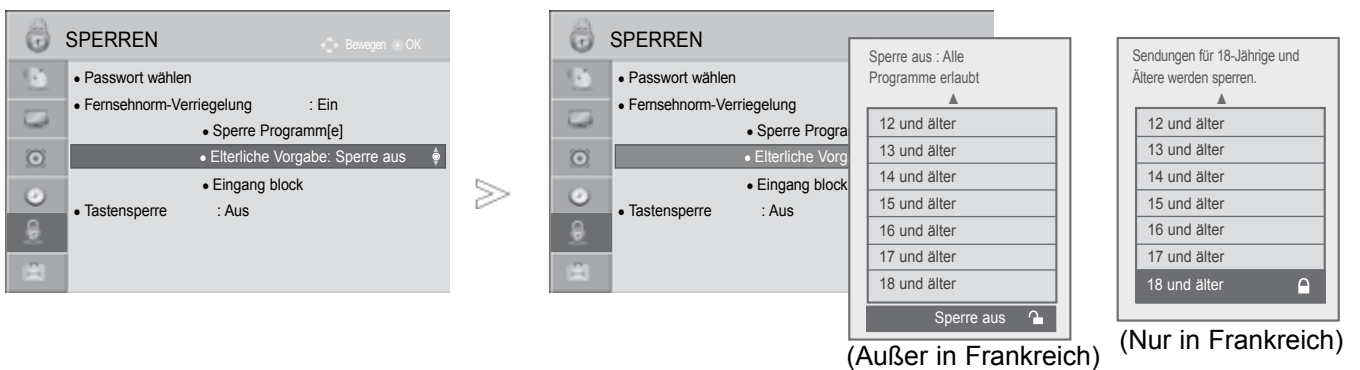 SPERREN
Bewegen OK
• Passwort wählen
• Fernsehnorm-Verriegelung : Ein
• Sperre Programm[e]
• Elterliche Vorgabe: Sperre aus
• Eingang block
• Tastensperre : Aus
SPERREN
• Passwort wählen
• Fernsehnorm-Verriegelung
• Sperre Progra
• Elterliche Vorg
• Eingang block
• Tastensperre : Aus
Sperre aus : Alle
Programme erlaubt
12 und älter
13 und älter
14 und älter
15 und älter
16 und älter
17 und älter
18 und älter
Sperre aus
(Außer in Frankreich)
Sendungen für 18-Jährige und
Ältere werden sperren.
12 und älter
13 und älter
14 und älter
15 und älter
16 und älter
17 und älter
18 und älter
(Nur in Frankreich)